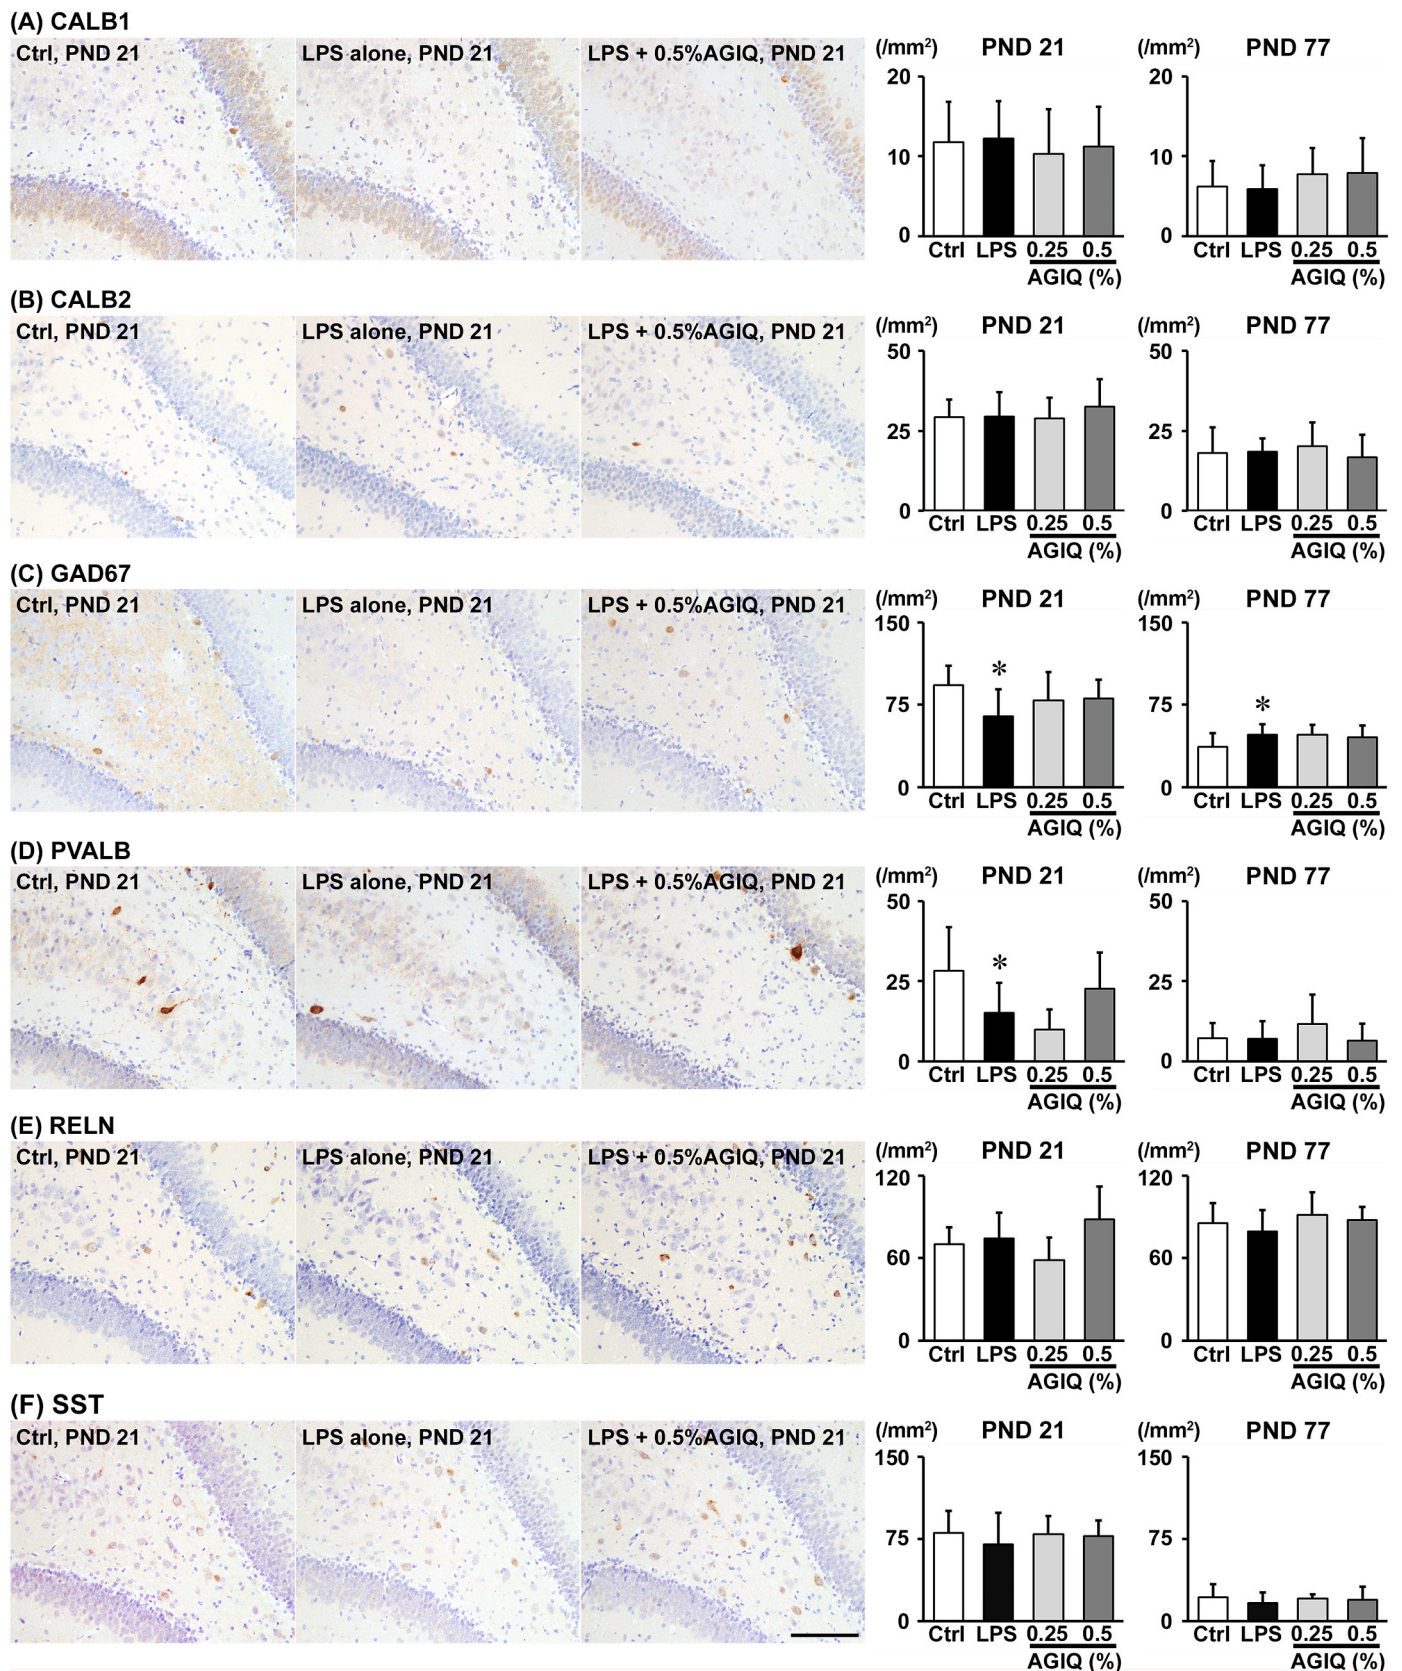 (A) CALB1
Ctrl, PND 21
LPS alone, PND 21
LPS + 0.5%AGIQ, PND 21
(/mm²) PND 21
20
10
0
Ctrl LPS 0.25 0.5
AGIQ (%)
(/mm²) PND 77
20
10
0
Ctrl LPS 0.25 0.5
AGIQ (%)
(B) CALB2
Ctrl, PND 21
LPS alone, PND 21
LPS + 0.5%AGIQ, PND 21
(/mm²) PND 21
50
25
0
Ctrl LPS 0.25 0.5
AGIQ (%)
(/mm²) PND 77
50
25
0
Ctrl LPS 0.25 0.5
AGIQ (%)
(C) GAD67
Ctrl, PND 21
LPS alone, PND 21
LPS + 0.5%AGIQ, PND 21
(/mm²) PND 21
150
75
0
*
Ctrl LPS 0.25 0.5
AGIQ (%)
(/mm²) PND 77
150
75
0
*
Ctrl LPS 0.25 0.5
AGIQ (%)
(D) PVALB
Ctrl, PND 21
LPS alone, PND 21
LPS + 0.5%AGIQ, PND 21
(/mm²) PND 21
50
25
0
*
Ctrl LPS 0.25 0.5
AGIQ (%)
(/mm²) PND 77
50
25
0
Ctrl LPS 0.25 0.5
AGIQ (%)
(E) RELN
Ctrl, PND 21
LPS alone, PND 21
LPS + 0.5%AGIQ, PND 21
(/mm²) PND 21
120
60
0
Ctrl LPS 0.25 0.5
AGIQ (%)
(/mm²) PND 77
120
60
0
Ctrl LPS 0.25 0.5
AGIQ (%)
(F) SST
Ctrl, PND 21
LPS alone, PND 21
LPS + 0.5%AGIQ, PND 21
(/mm²) PND 21
150
75
0
Ctrl LPS 0.25 0.5
AGIQ (%)
(/mm²) PND 77
150
75
0
Ctrl LPS 0.25 0.5
AGIQ (%)